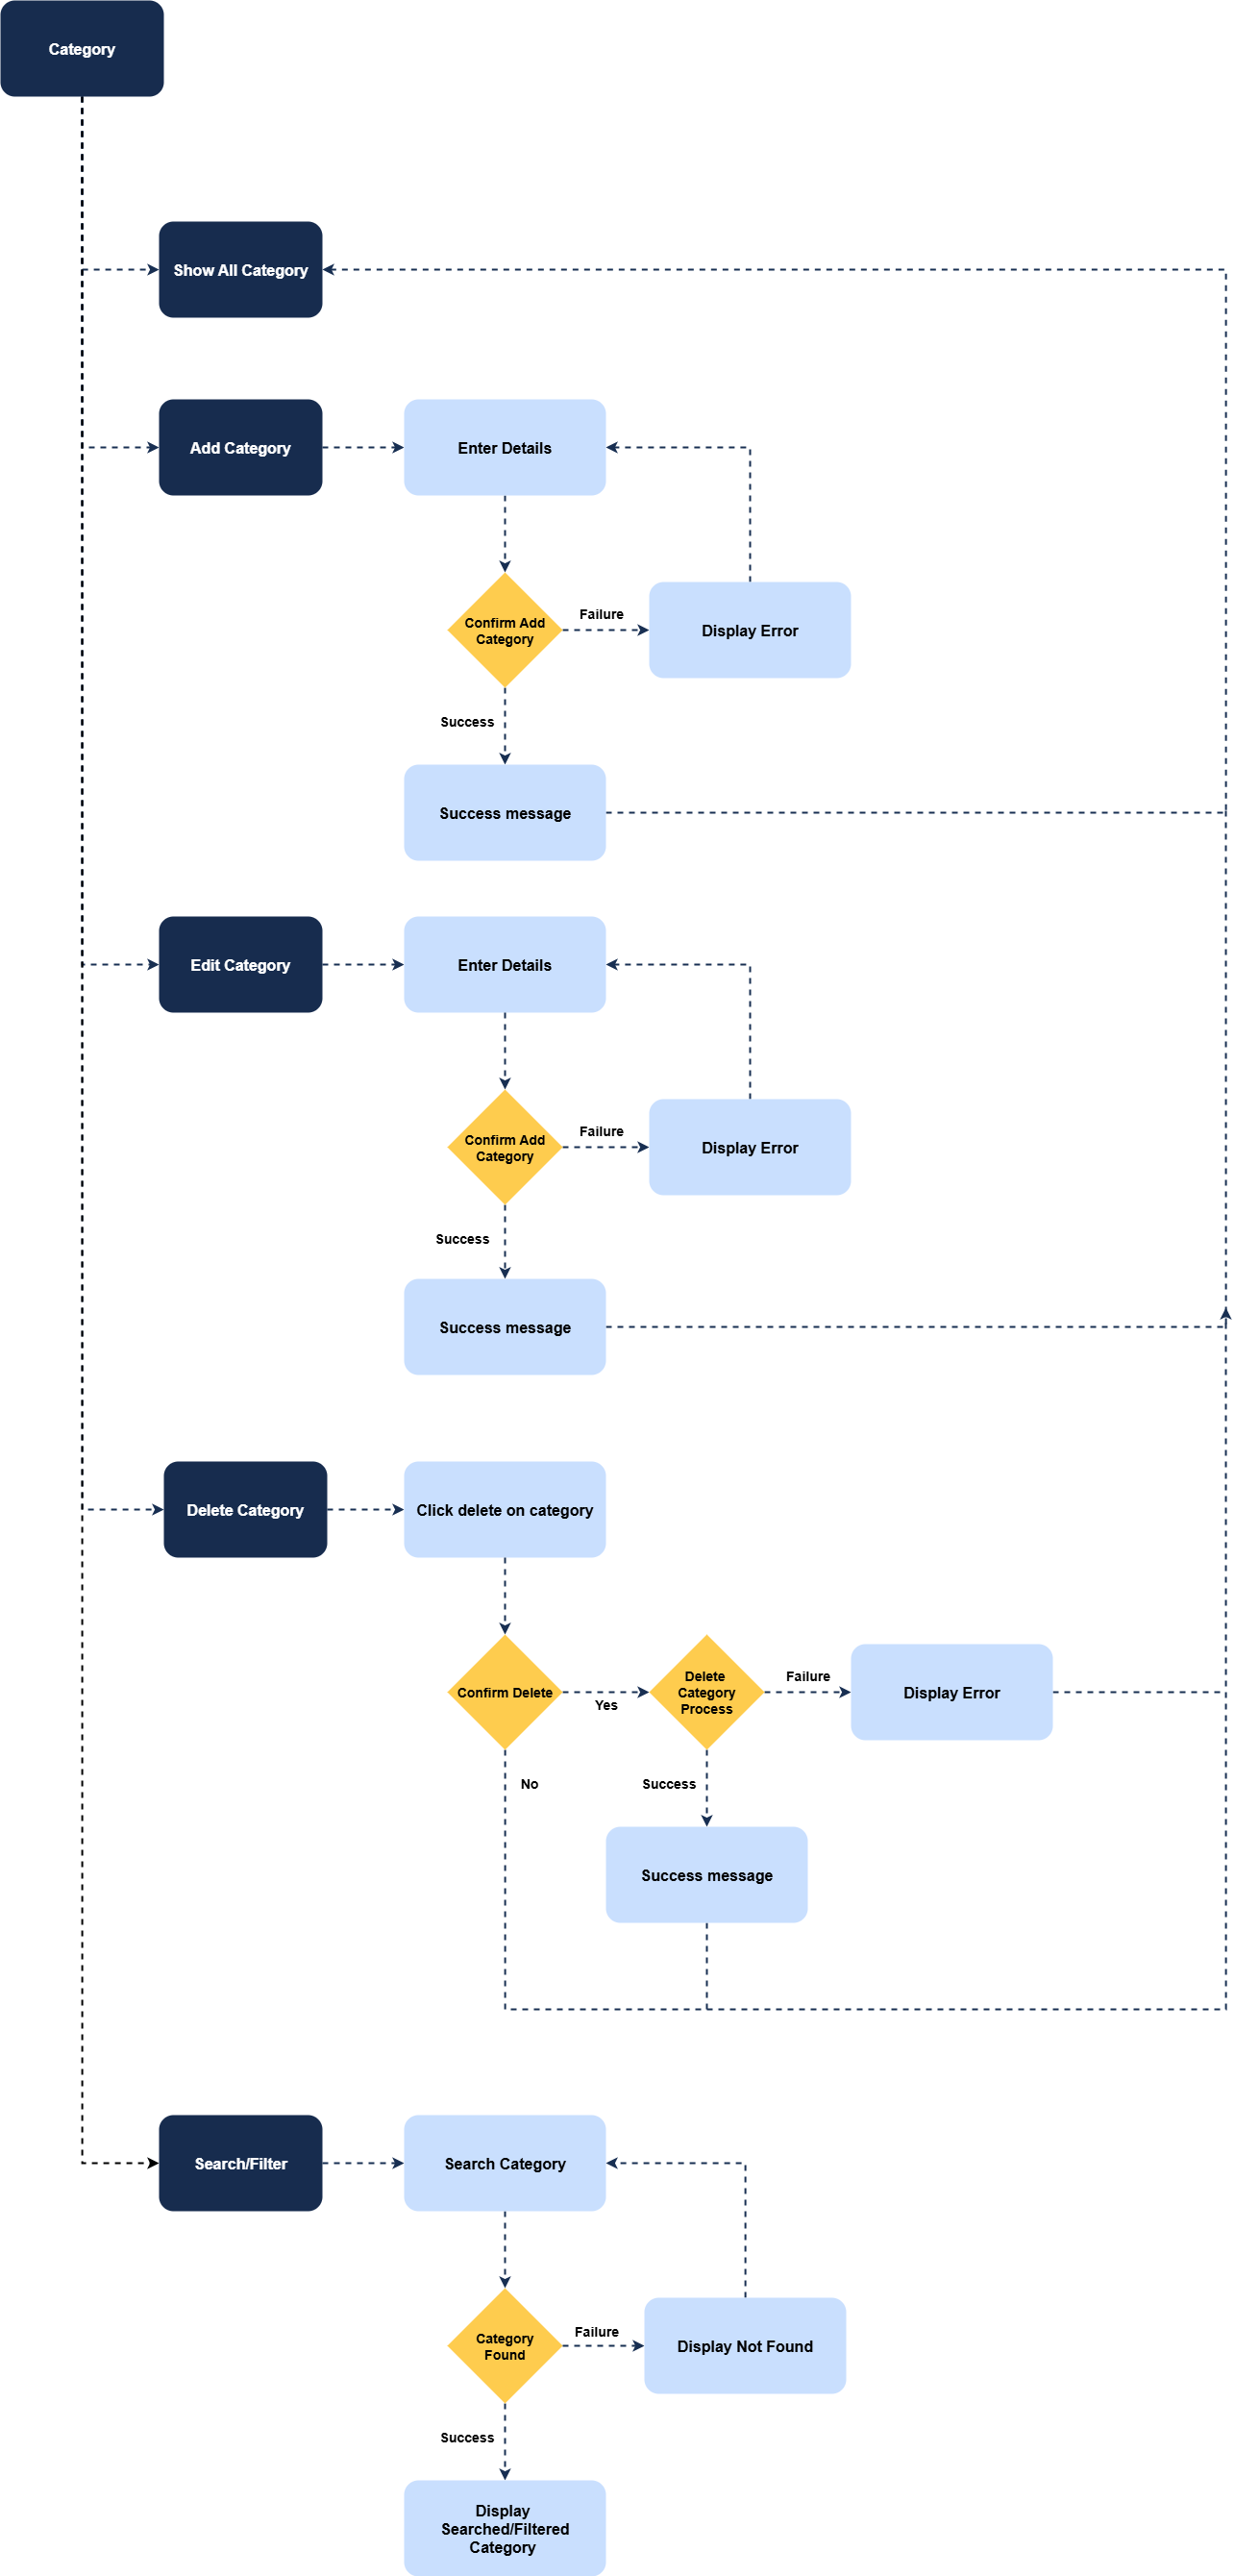 Category
Show All Category
Add Category
Enter Details
Confirm Add
Category
Failure
Display Error
Success
Success message
Edit Category
Enter Details
Confirm Add
Category
Failure
Display Error
Success
Success message
Delete Category
Click delete on category
Confirm Delete
Yes
Delete
Category
Process
Failure
Display Error
No
Success
Success message
Search/Filter
Search Category
Category
Found
Failure
Display Not Found
Success
Display
Searched/Filtered
Category